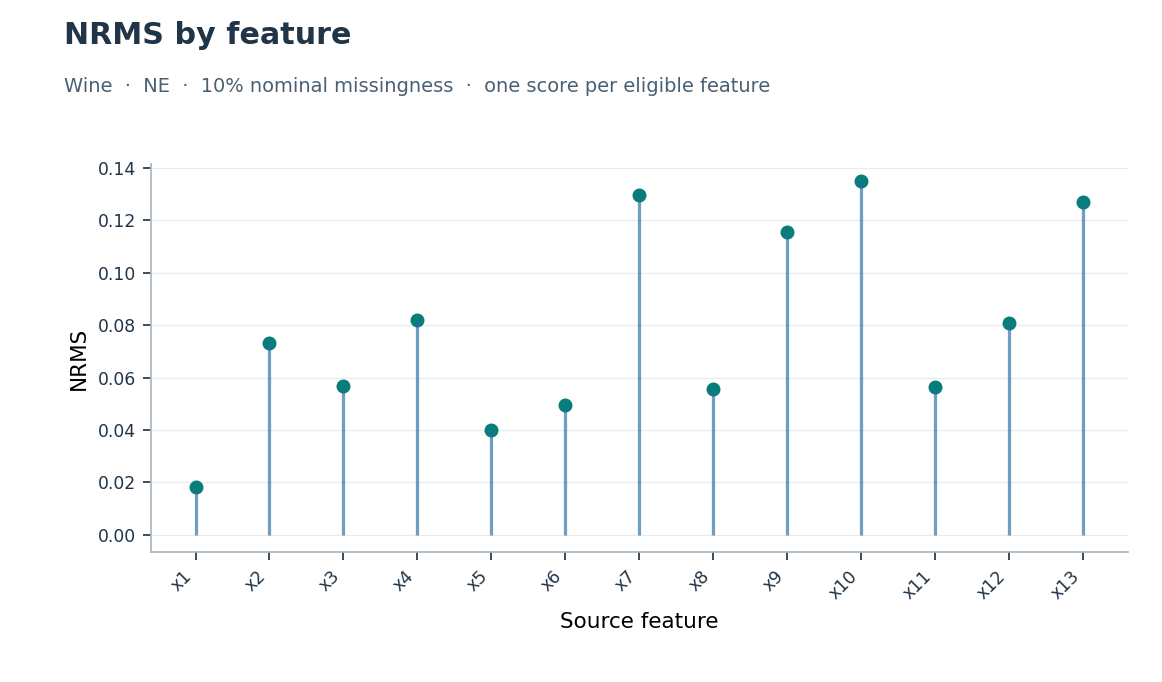 NRMS by feature
Wine · NE · 10% nominal missingness · one score per eligible feature
0.14
0.12
0.10
0.08
0.06
0.04
0.02
0.00
NRMS
x1 x2 x3 x4 x5 x6 x7 x8 x9 x10 x11 x12 x13
Source feature